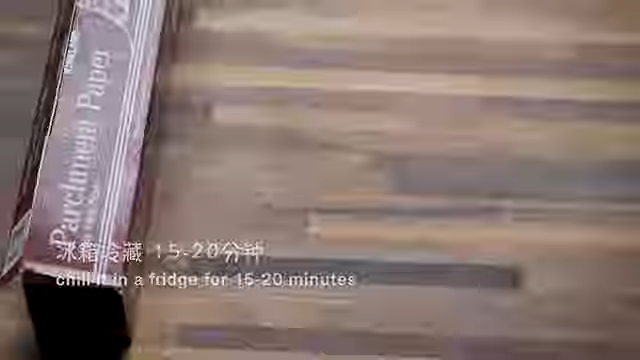 Parchment Paper
冰箱冷藏 15-20分钟
chill it in a fridge for 15-20 minutes